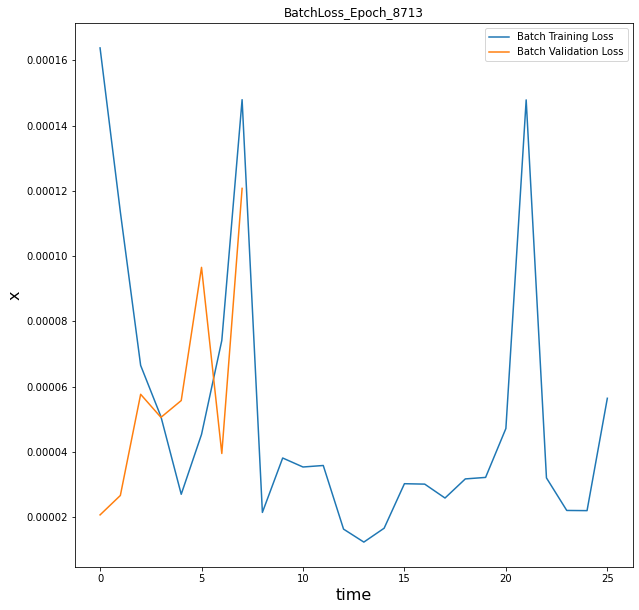 BatchLoss_Epoch_8713
Batch Training Loss
Batch Validation Loss
0.00016
0.00014
0.00012
0.00010
0.00008
0.00006
0.00004
0.00002
x
0 5 10 15 20 25
time